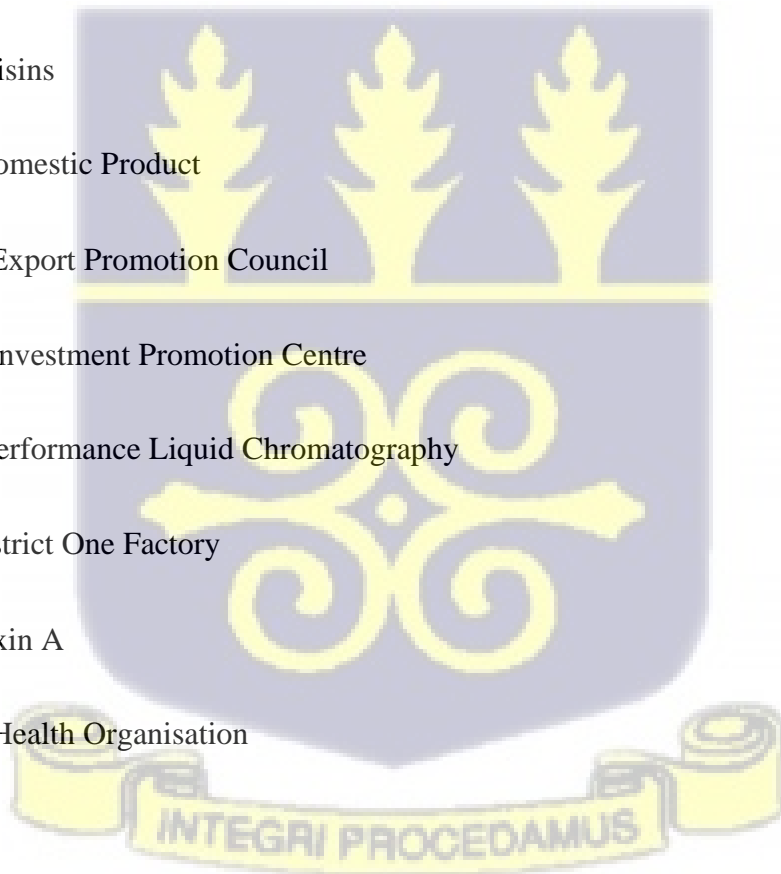 isins
omestic Product
Export Promotion Council
nvestment Promotion Centre
erformance Liquid Chromatography
strict One Factory
xin A
Health Organisation
INTEGRI PROCEDAMUS